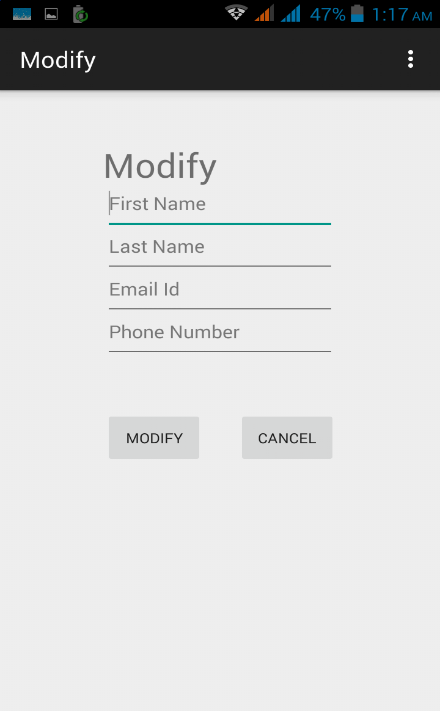 47% 1:17 AM
Modify
Modify
First Name
Last Name
Email Id
Phone Number
MODIFY CANCEL